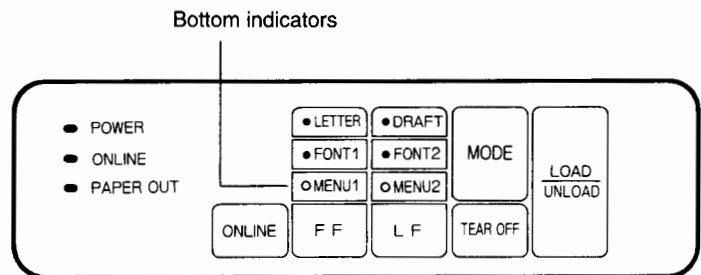 Bottom indicators
POWER
ONLINE
PAPER OUT
LETTER
DRAFT
FONT1
FONT2
MENU1
MENU2
MODE
LOAD
UNLOAD
ONLINE
F F
L F
TEAR OFF